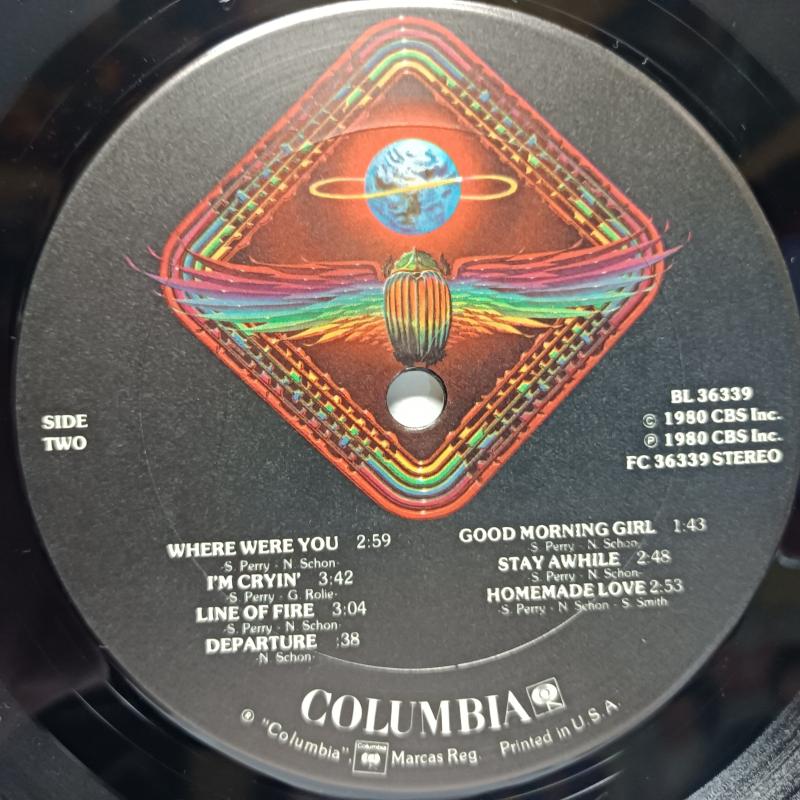 SIDE
TWO
BL 36339
© 1980 CBS Inc.
℗ 1980 CBS Inc.
FC 36339 STEREO
WHERE WERE YOU 2:59
-S. Perry - N. Schon-
I'M CRYIN' 3:42
-S. Perry - G. Rolie-
LINE OF FIRE 3:04
-S. Perry - N. Schon-
DEPARTURE :38
-N. Schon-
GOOD MORNING GIRL 1:43
-S. Perry - N. Schon-
STAY AWHILE 2:48
-S. Perry - N. Schon-
HOMEMADE LOVE 2:53
-S. Perry - N. Schon - S. Smith-
COLUMBIA
® "Columbia", Columbia Marcas Reg. Printed in U.S.A.